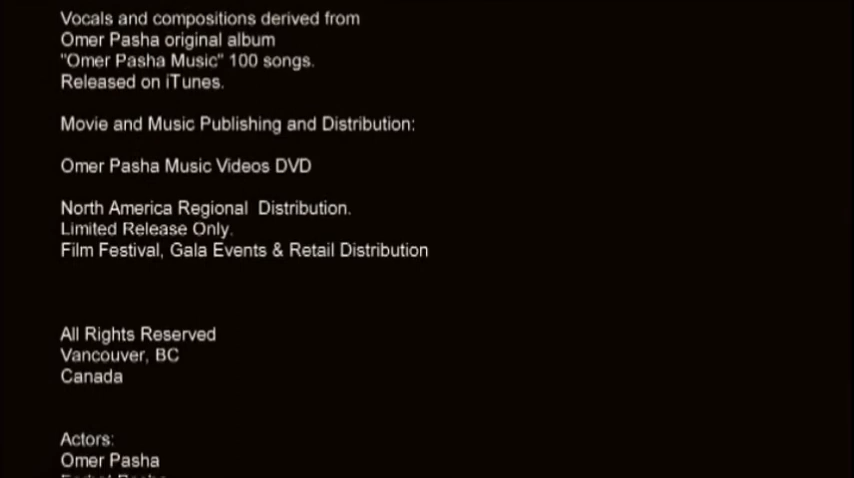 Vocals and compositions derived from
Omer Pasha original album
"Omer Pasha Music" 100 songs.
Released on iTunes.
Movie and Music Publishing and Distribution:
Omer Pasha Music Videos DVD
North America Regional Distribution.
Limited Release Only.
Film Festival, Gala Events & Retail Distribution
All Rights Reserved
Vancouver, BC
Canada
Actors:
Omer Pasha